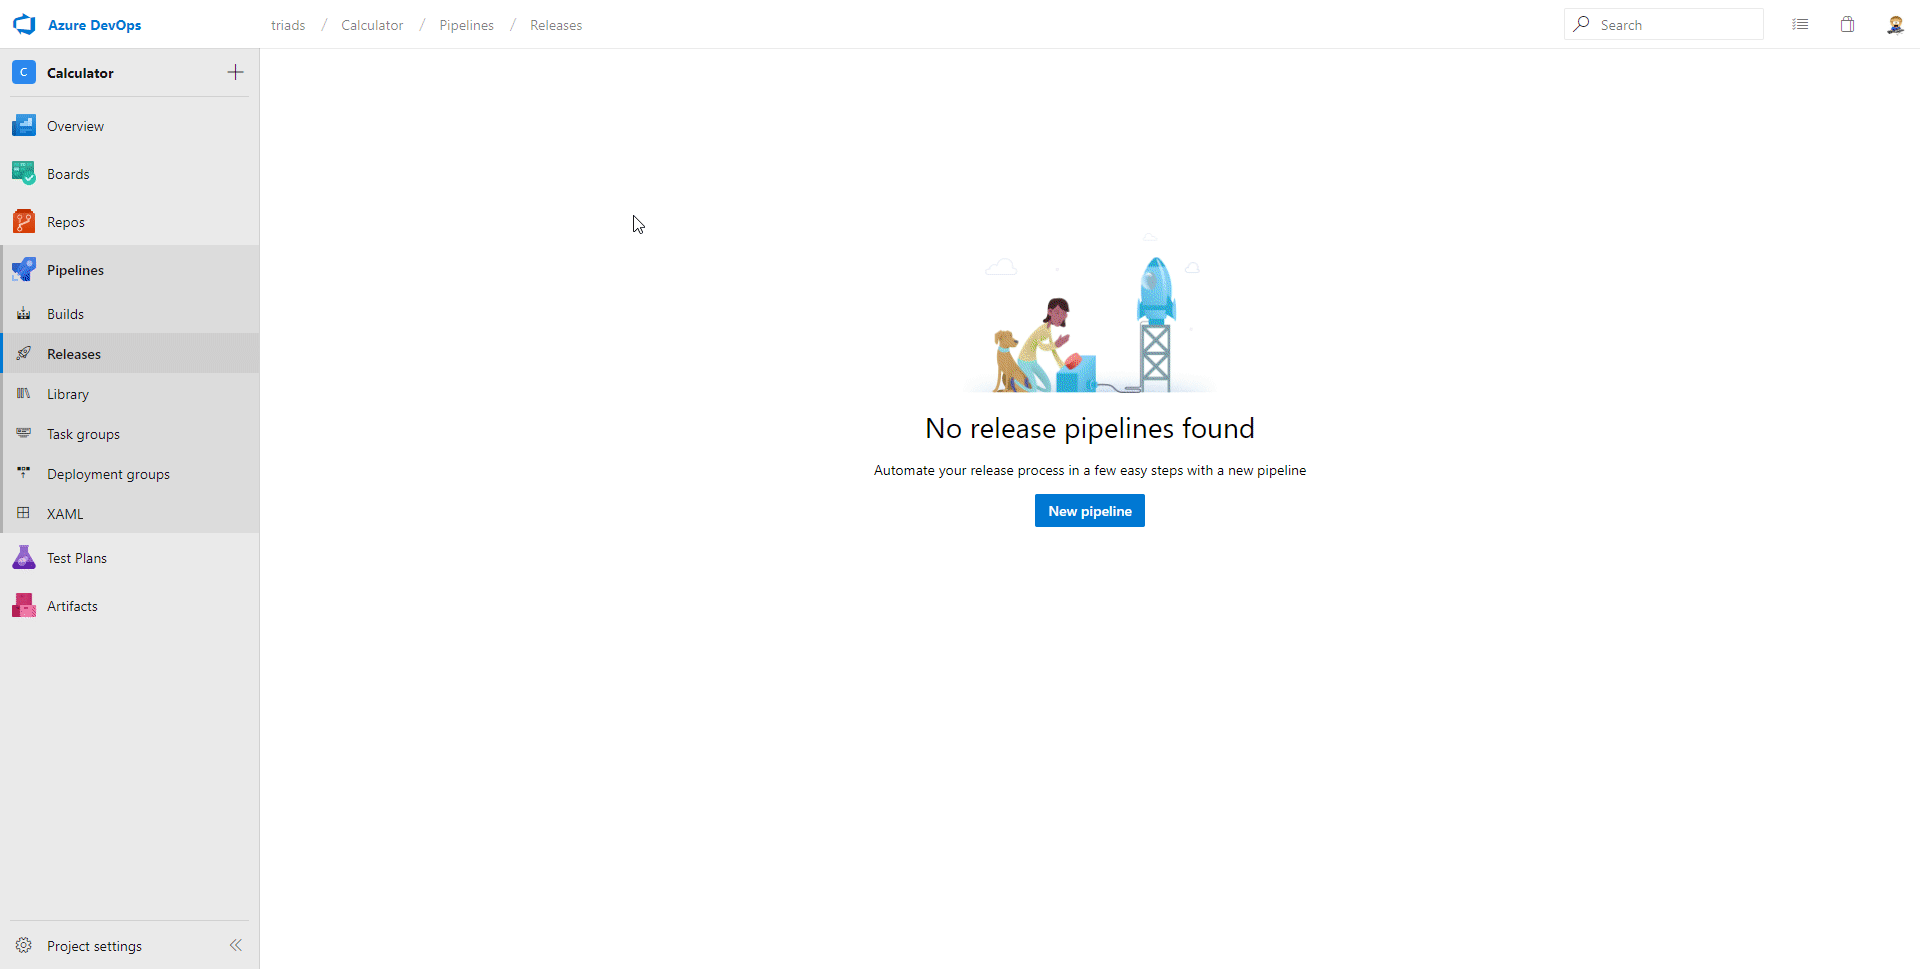 Azure DevOps
triads / Calculator / Pipelines / Releases
Search
C Calculator
Overview
Boards
Repos
Pipelines
Builds
Releases
Library
Task groups
Deployment groups
XAML
Test Plans
Artifacts
Project settings
No release pipelines found
Automate your release process in a few easy steps with a new pipeline
New pipeline